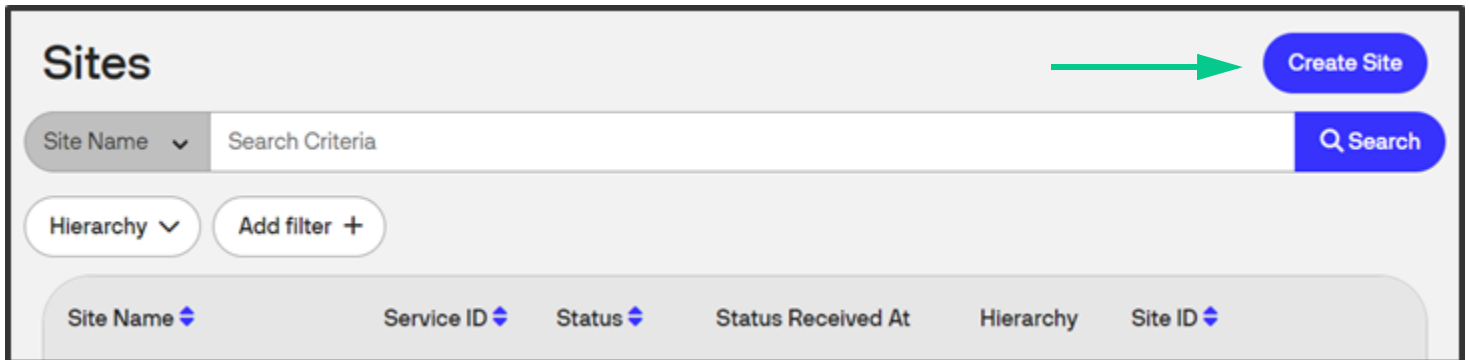 Sites
Create Site
Site Name Search Criteria Search
Hierarchy Add filter +
Site Name Service ID Status Status Received At Hierarchy Site ID